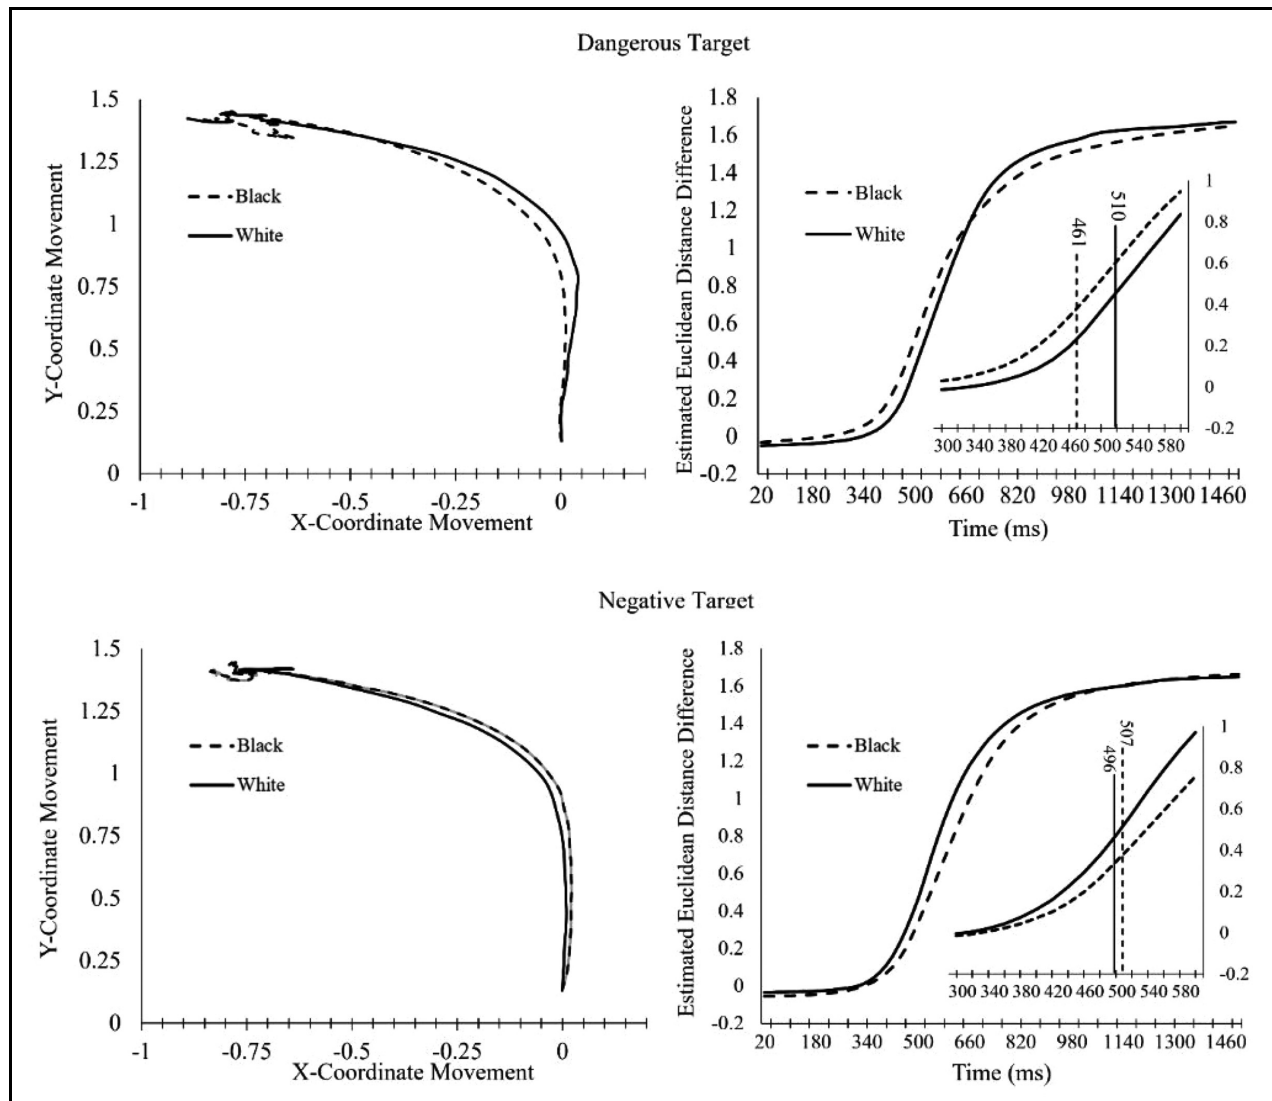 Dangerous Target
Y-Coordinate Movement
1.5
1.25
1
0.75
0.5
0.25
0
-1
-0.75
-0.5
-0.25
0
X-Coordinate Movement
Black
White
Estimated Euclidean Distance Difference
1.8
1.6
1.4
1.2
1
0.8
0.6
0.4
0.2
0
-0.2
20 180 340 500 660 820 980 1140 1300 1460
Time (ms)
Black
White
461
510
1
0.8
0.6
0.4
0.2
0
-0.2
300 340 380 420 460 500 540 580
Negative Target
Y-Coordinate Movement
1.5
1.25
1
0.75
0.5
0.25
0
-1
-0.75
-0.5
-0.25
0
X-Coordinate Movement
Black
White
Estimated Euclidean Distance Difference
1.8
1.6
1.4
1.2
1
0.8
0.6
0.4
0.2
0
-0.2
20 180 340 500 660 820 980 1140 1300 1460
Time (ms)
Black
White
496
507
1
0.8
0.6
0.4
0.2
0
-0.2
300 340 380 420 460 500 540 580